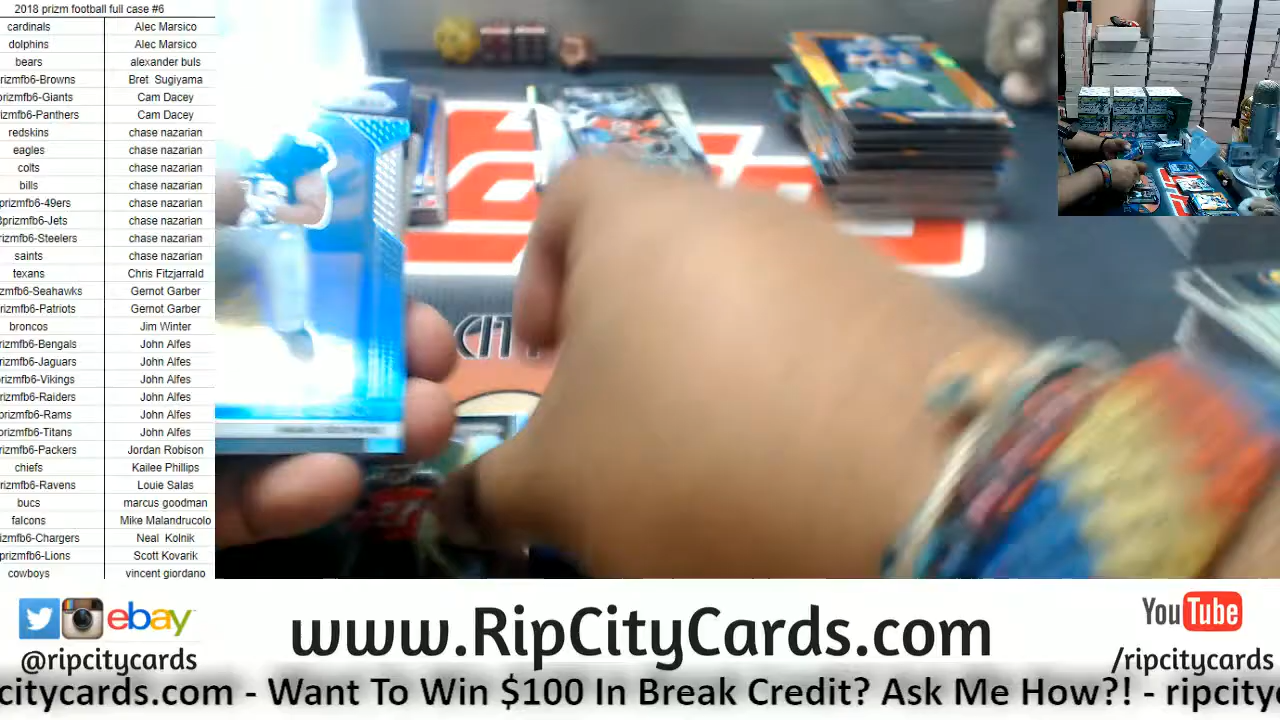 2018 prizm football full case #6
cardinals Alec Marsico
dolphins Alec Marsico
bears alexander buls
rizmfb6-Browns Bret Sugiyama
prizmfb6-Giants Cam Dacey
rizmfb6-Panthers Cam Dacey
redskins chase nazarian
eagles chase nazarian
colts chase nazarian
bills chase nazarian
prizmfb6-49ers chase nazarian
prizmfb6-Jets chase nazarian
rizmfb6-Steelers chase nazarian
saints chase nazarian
texans Chris Fitzjarrald
zmfb6-Seahawks Gernot Garber
rizmfb6-Patriots Gernot Garber
broncos Jim Winter
rizmfb6-Bengals John Alfes
rizmfb6-Jaguars John Alfes
rizmfb6-Vikings John Alfes
rizmfb6-Raiders John Alfes
prizmfb6-Rams John Alfes
rizmfb6-Titans John Alfes
rizmfb6-Packers Jordan Robison
chiefs Kailee Phillips
rizmfb6-Ravens Louie Salas
bucs marcus goodman
falcons Mike Malandrucolo
izmfb6-Chargers Neal Kolnik
prizmfb6-Lions Scott Kovarik
cowboys vincent giordano
CIT
ebay
@ripcitycards
www.RipCityCards.com
YouTube
/ripcitycards
citycards.com - Want To Win $100 In Break Credit? Ask Me How?! - ripcity